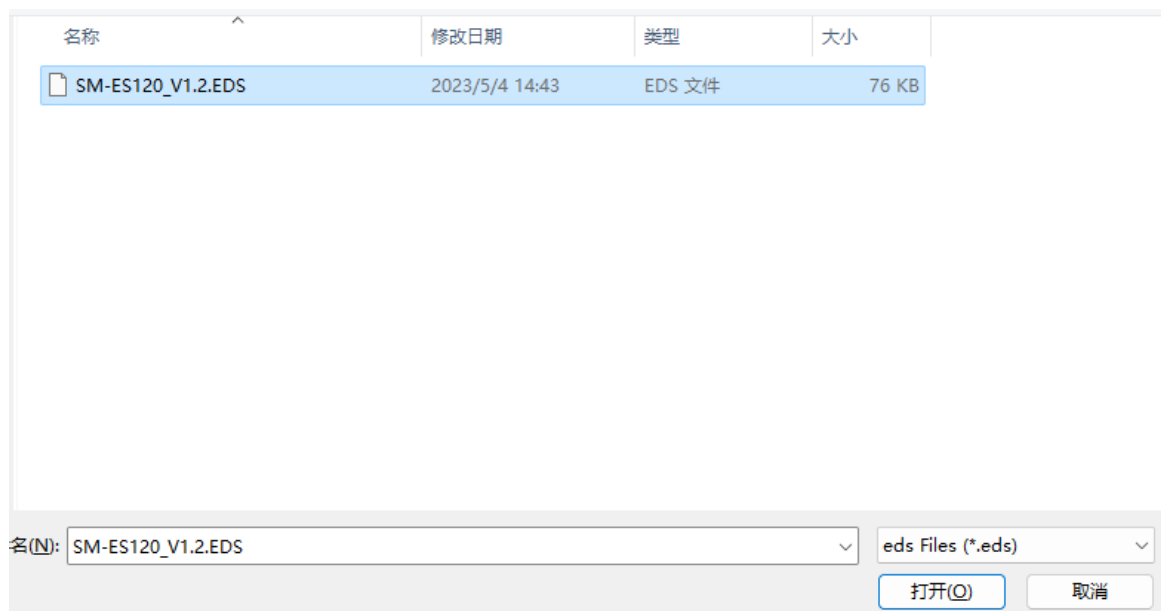 名称 修改日期 类型 大小
SM-ES120_V1.2.EDS 2023/5/4 14:43 EDS 文件 76 KB
名(N): SM-ES120_V1.2.EDS eds Files (*.eds)
打开(O) 取消